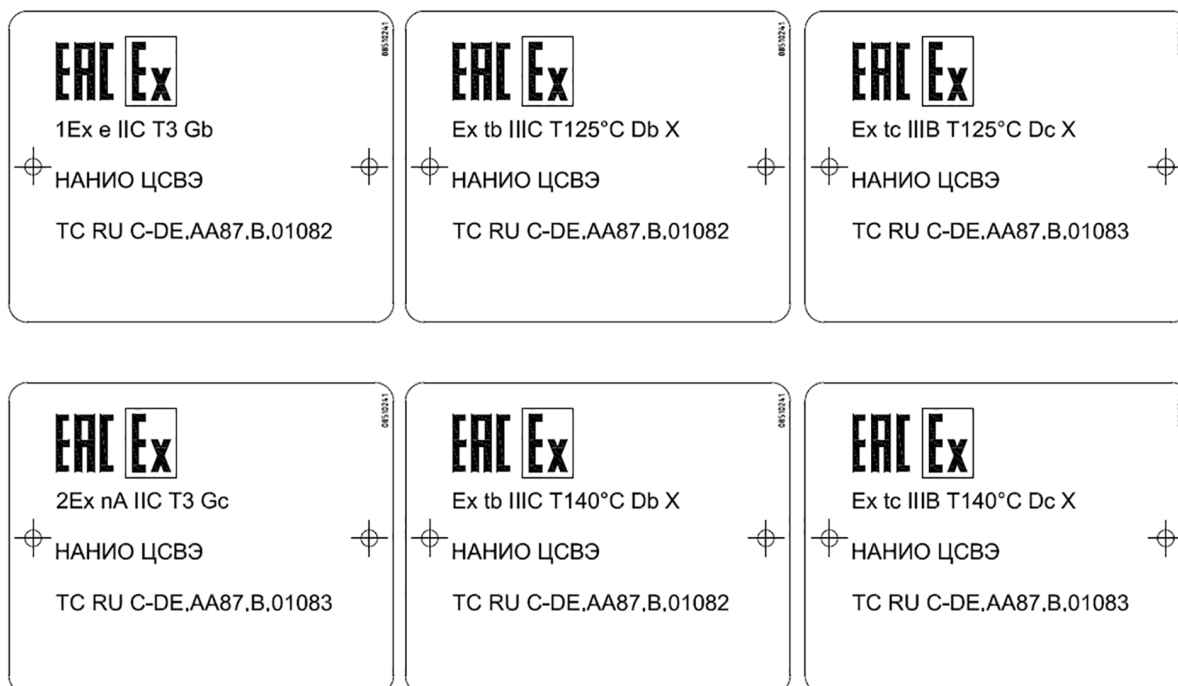 EAC Ex
08510241
1Ex e IIC T3 Gb
НАНИО ЦСВЭ
TC RU C-DE.AA87.B.01082
EAC Ex
08510241
Ex tb IIIC T125°C Db X
НАНИО ЦСВЭ
TC RU C-DE.AA87.B.01082
EAC Ex
Ex tc IIIB T125°C Dc X
НАНИО ЦСВЭ
TC RU C-DE.AA87.B.01083
EAC Ex
08510241
2Ex nA IIC T3 Gc
НАНИО ЦСВЭ
TC RU C-DE.AA87.B.01083
EAC Ex
08510241
Ex tb IIIC T140°C Db X
НАНИО ЦСВЭ
TC RU C-DE.AA87.B.01082
EAC Ex
Ex tc IIIB T140°C Dc X
НАНИО ЦСВЭ
TC RU C-DE.AA87.B.01083